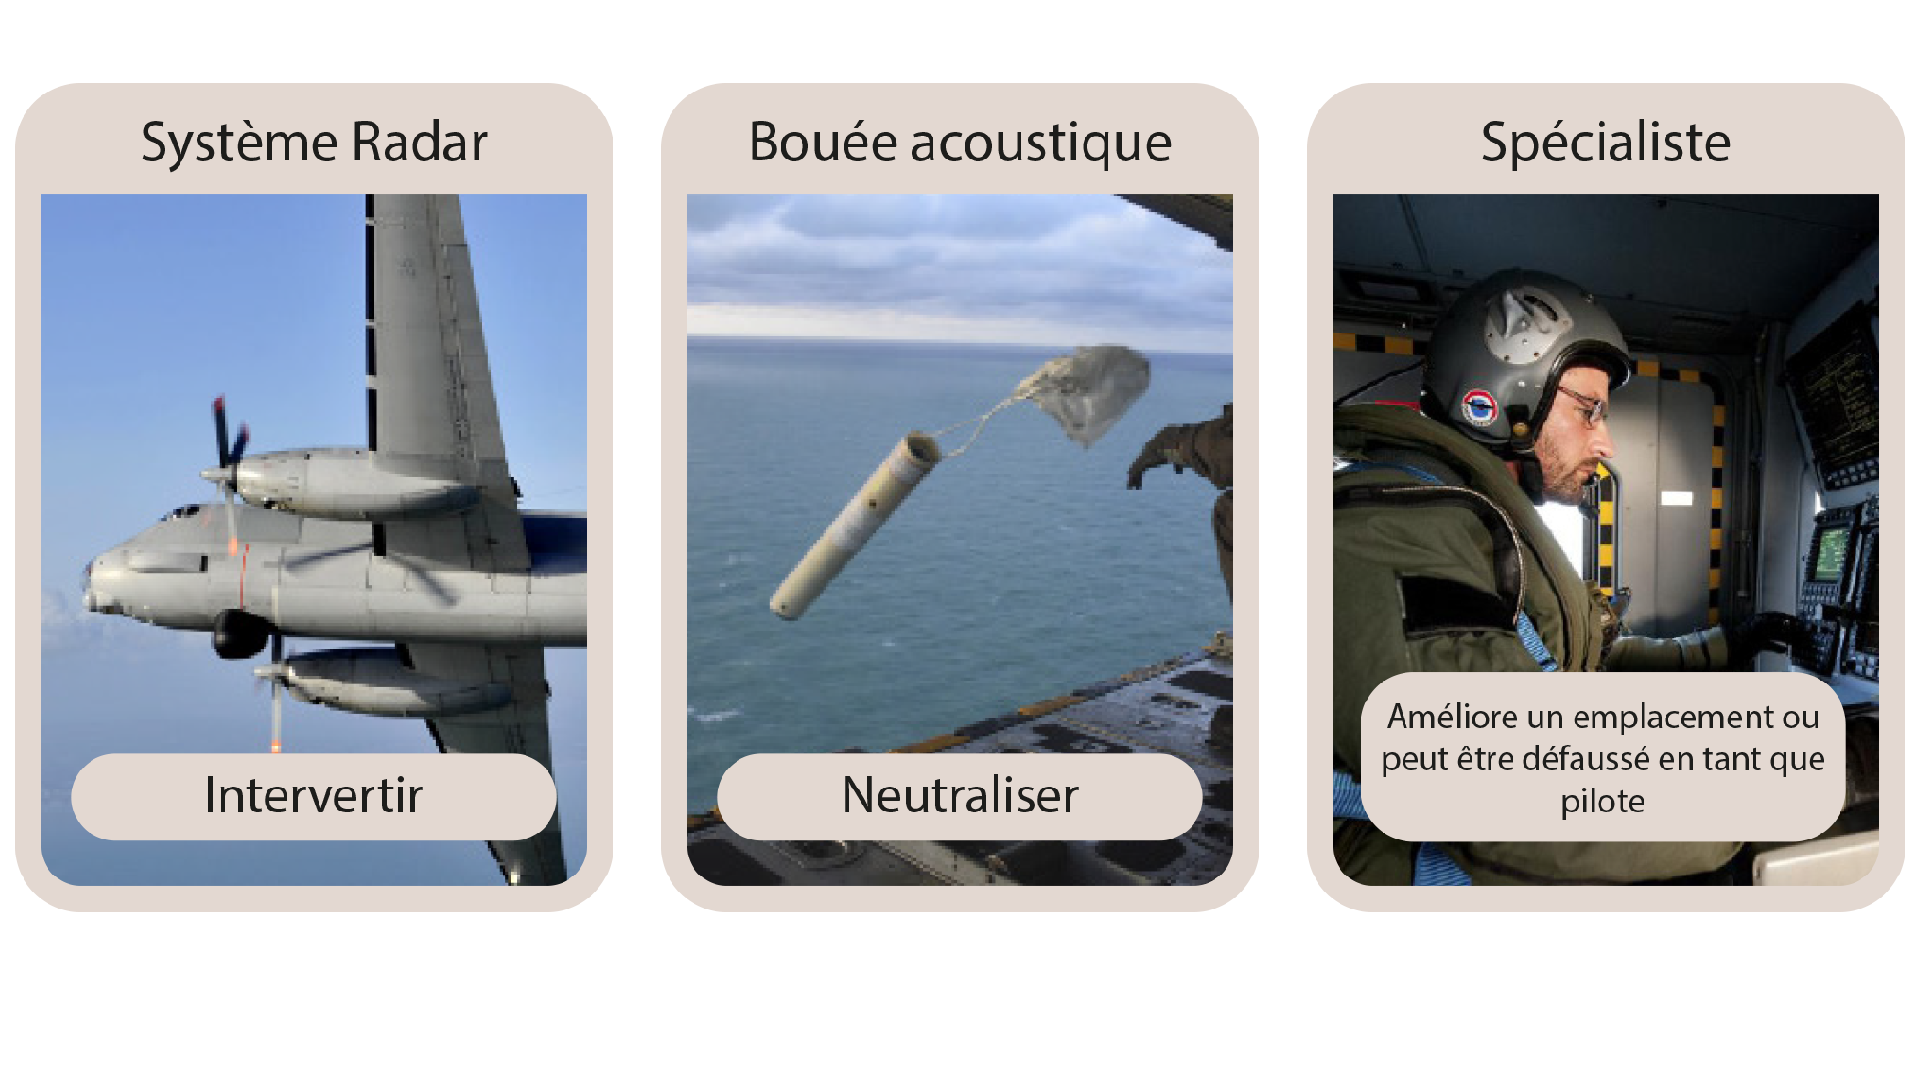 Système Radar
Intervertir
Bouée acoustique
Neutraliser
Spécialiste
Améliore un emplacement ou
peut être défaussé en tant que
pilote